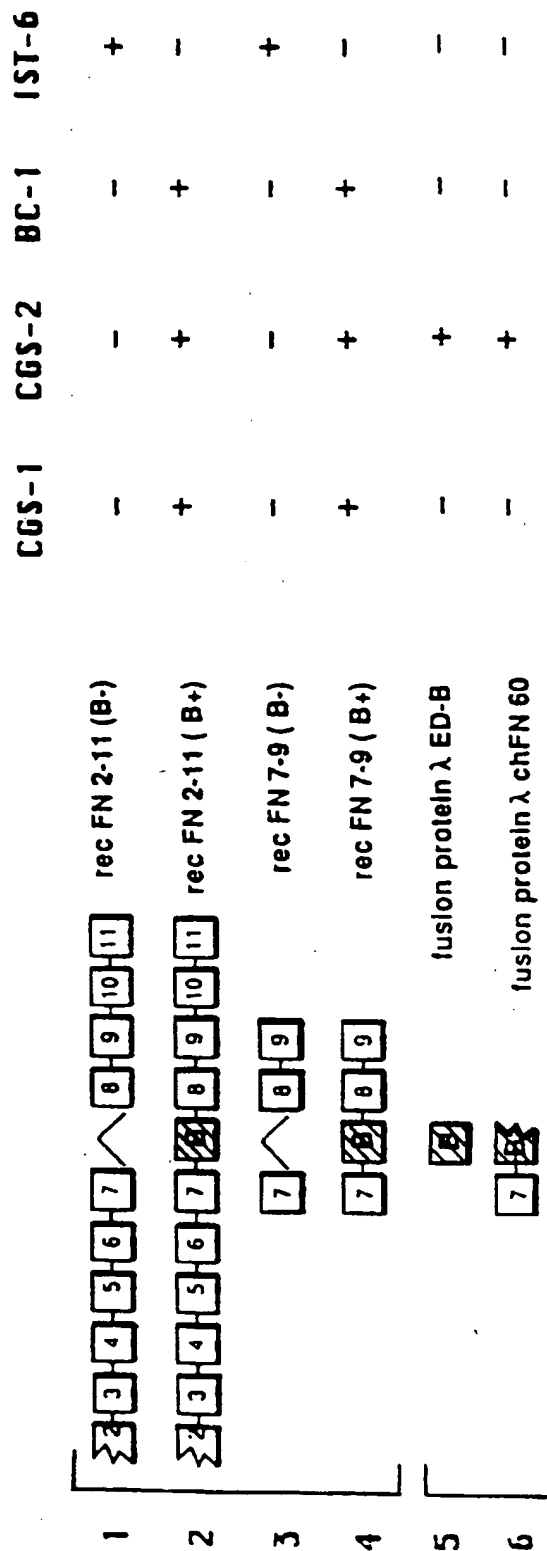 CGS-1 CGS-2 BC-1 IST-6
1 2 3 4 5 6 7 8 9 10 11 rec FN 2-11 (B-) - - - +
2 2 3 4 5 6 7 B 8 9 10 11 rec FN 2-11 ( B+) + + + -
3 7 8 9 rec FN 7-9 ( B-) - - - +
4 7 B 8 9 rec FN 7-9 ( B+) + + + -
5 B fusion protein λ ED-B - + - -
6 7 B fusion protein λ chFN 60 - + - -